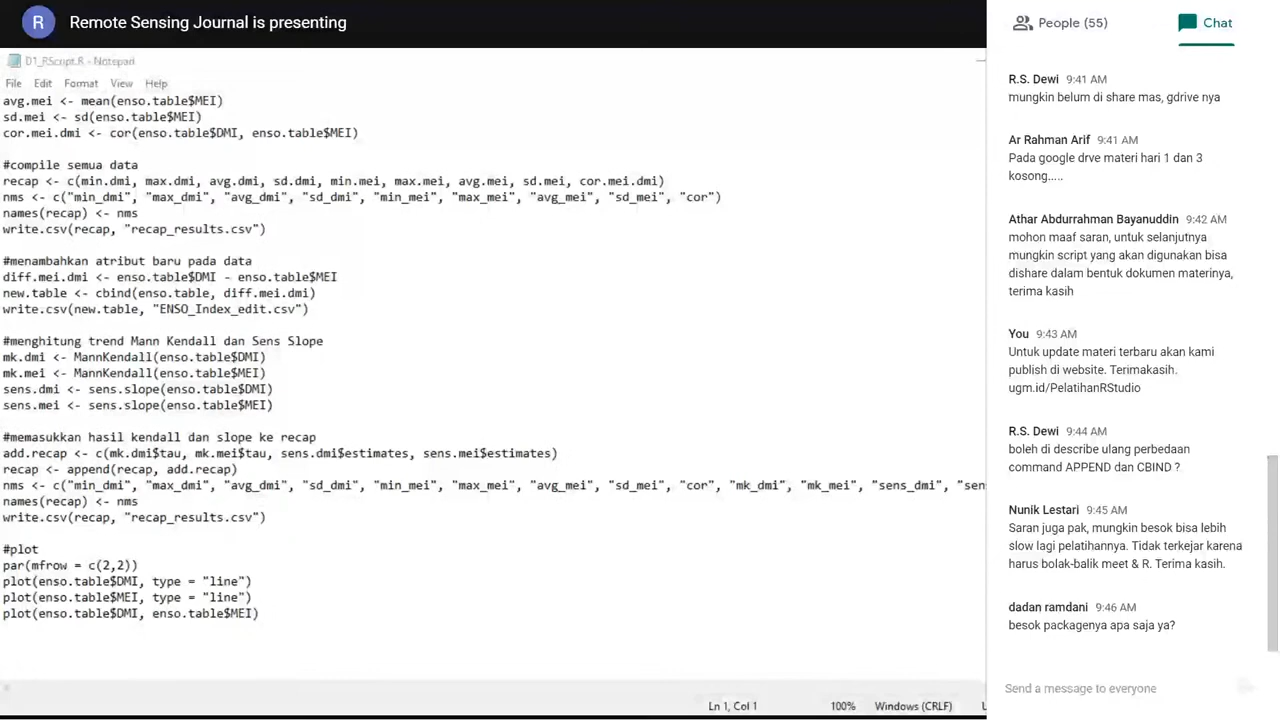 R
Remote Sensing Journal is presenting
D1_RScript.R - Notepad
File Edit Format View Help
avg.mei <- mean(enso.table$MEI)
sd.mei <- sd(enso.table$MEI)
cor.mei.dmi <- cor(enso.table$DMI, enso.table$MEI)
#compile semua data
recap <- c(min.dmi, max.dmi, avg.dmi, sd.dmi, min.mei, max.mei, avg.mei, sd.mei, cor.mei.dmi)
nms <- c("min_dmi", "max_dmi", "avg_dmi", "sd_dmi", "min_mei", "max_mei", "avg_mei", "sd_mei", "cor")
names(recap) <- nms
write.csv(recap, "recap_results.csv")
#menambahkan atribut baru pada data
diff.mei.dmi <- enso.table$DMI - enso.table$MEI
new.table <- cbind(enso.table, diff.mei.dmi)
write.csv(new.table, "ENSO_Index_edit.csv")
#menghitung trend Mann Kendall dan Sens Slope
mk.dmi <- MannKendall(enso.table$DMI)
mk.mei <- MannKendall(enso.table$MEI)
sens.dmi <- sens.slope(enso.table$DMI)
sens.mei <- sens.slope(enso.table$MEI)
#memasukkan hasil kendall dan slope ke recap
add.recap <- c(mk.dmi$tau, mk.mei$tau, sens.dmi$estimates, sens.mei$estimates)
recap <- append(recap, add.recap)
nms <- c("min_dmi", "max_dmi", "avg_dmi", "sd_dmi", "min_mei", "max_mei", "avg_mei", "sd_mei", "cor", "mk_dmi", "mk_mei", "sens_dmi", "sen
names(recap) <- nms
write.csv(recap, "recap_results.csv")
#plot
par(mfrow = c(2,2))
plot(enso.table$DMI, type = "line")
plot(enso.table$MEI, type = "line")
plot(enso.table$DMI, enso.table$MEI)
Ln 1, Col 1 100% Windows (CRLF)
People (55) Chat
R.S. Dewi 9:41 AM
mungkin belum di share mas, gdrive nya
Ar Rahman Arif 9:41 AM
Pada google drve materi hari 1 dan 3
kosong.....
Athar Abdurrahman Bayanuddin 9:42 AM
mohon maaf saran, untuk selanjutnya
mungkin script yang akan digunakan bisa
dishare dalam bentuk dokumen materinya,
terima kasih
You 9:43 AM
Untuk update materi terbaru akan kami
publish di website. Terimakasih.
ugm.id/PelatihanRStudio
R.S. Dewi 9:44 AM
boleh di describe ulang perbedaan
command APPEND dan CBIND ?
Nunik Lestari 9:45 AM
Saran juga pak, mungkin besok bisa lebih
slow lagi pelatihannya. Tidak terkejar karena
harus bolak-balik meet & R. Terima kasih.
dadan ramdani 9:46 AM
besok packagenya apa saja ya?
Send a message to everyone